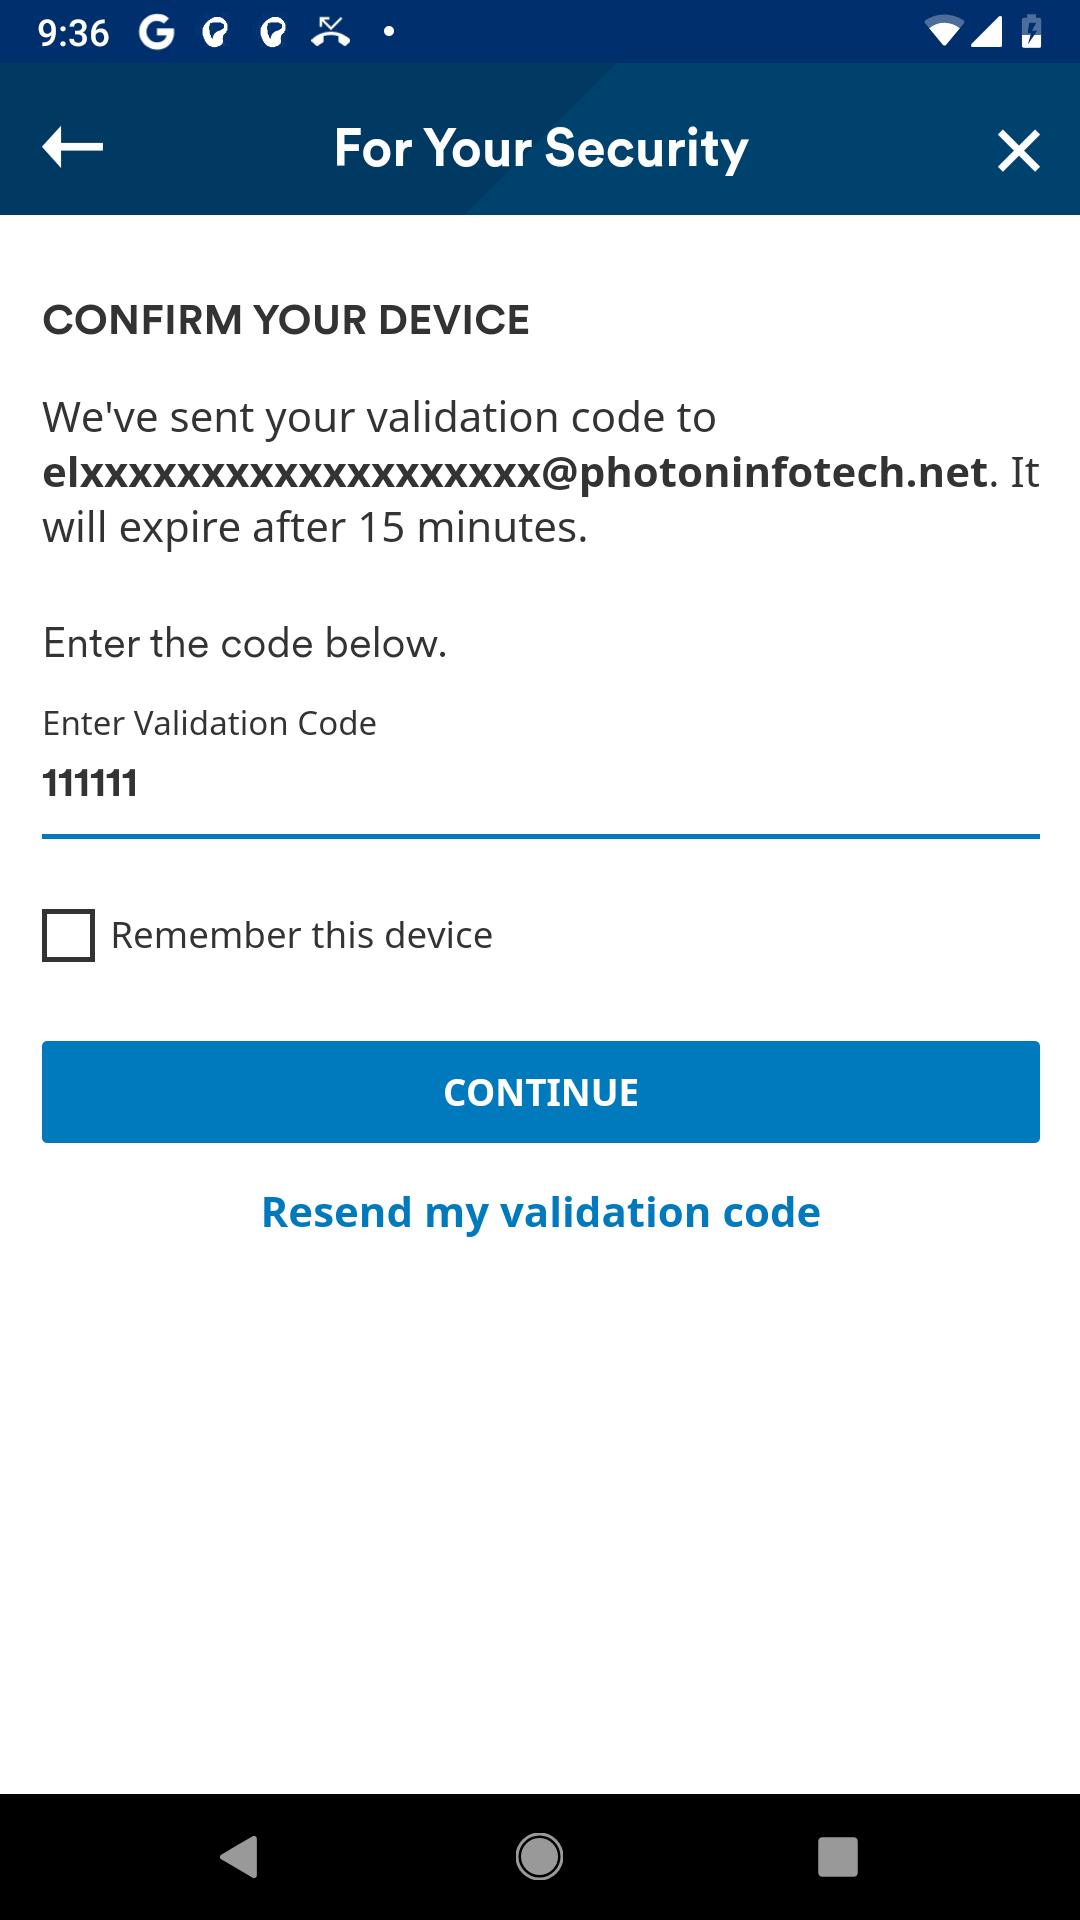 9:36
For Your Security
CONFIRM YOUR DEVICE
We've sent your validation code to
elxxxxxxxxxxxxxxxxxxx@photoninfotech.net. It
will expire after 15 minutes.
Enter the code below.
Enter Validation Code
111111
Remember this device
CONTINUE
Resend my validation code